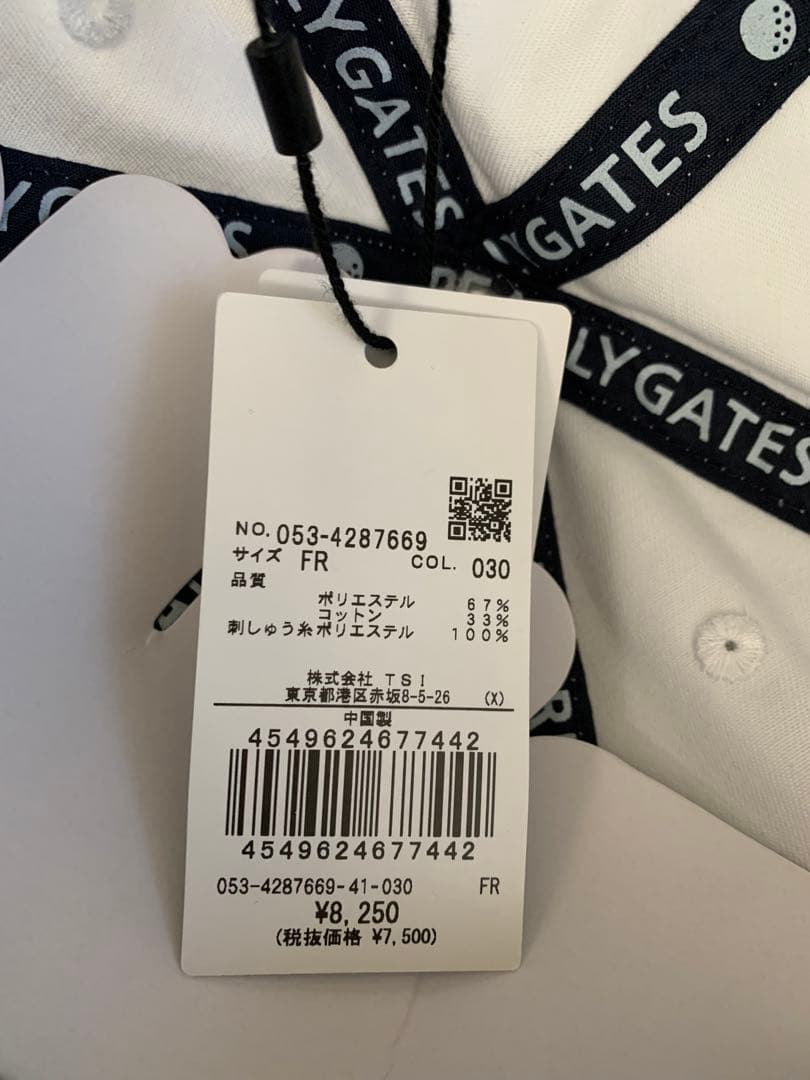 LYGATES
LYGATES
LYGATES
NO. 053-4287669
サイズ FR COL. 030
品質
ポリエステル 67%
コットン 33%
刺しゅう糸ポリエステル 100%
株式会社 TSI
東京都港区赤坂8-5-26 (X)
中国製
4549624677442
4549624677442
053-4287669-41-030 FR
¥8,250
(税抜価格 ¥7,500)